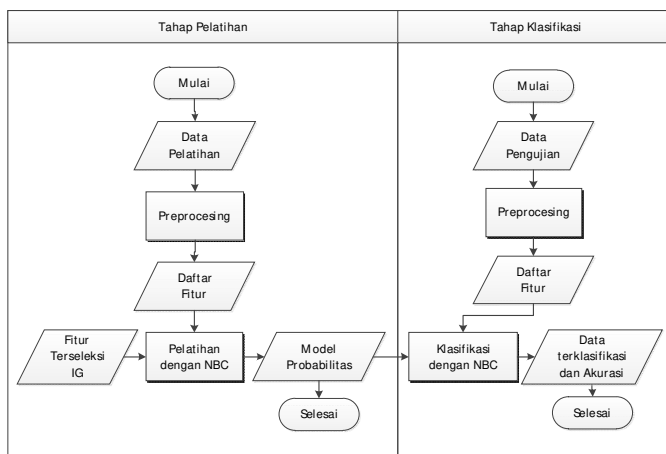 Tahap Pelatihan
Tahap Klasifikasi
Mulai
Data
Pelatihan
Preprocesing
Daftar
Fitur
Fitur
Terseleksi
IG
Pelatihan
dengan NBC
Model
Probabilitas
Selesai
Mulai
Data
Pengujian
Preprocesing
Daftar
Fitur
Klasifikasi
dengan NBC
Data
terklasifikasi
dan Akurasi
Selesai